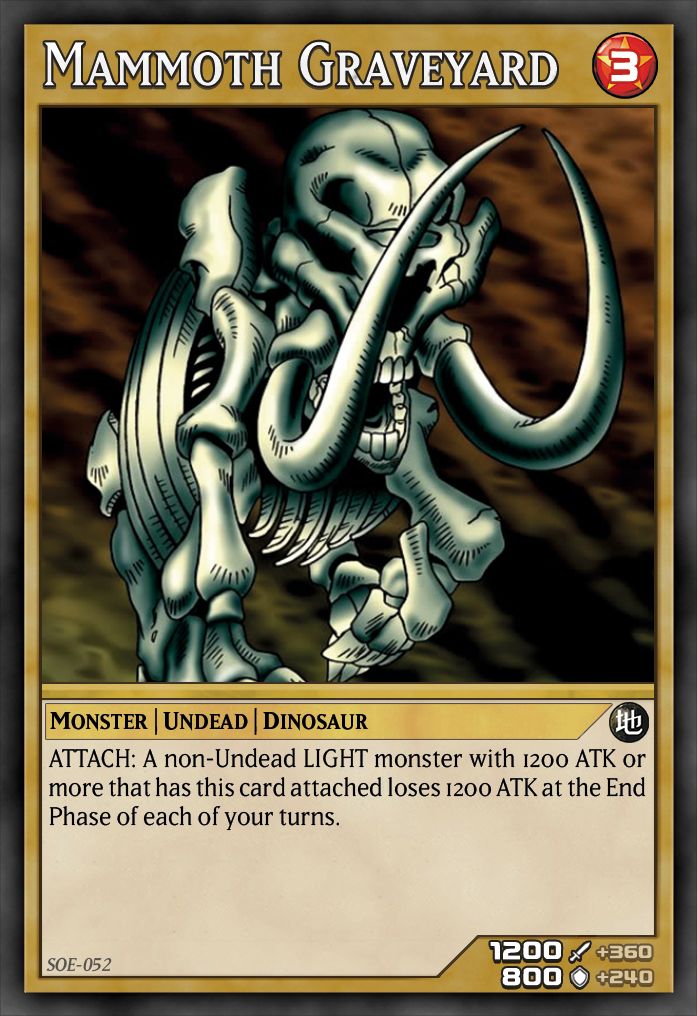 Mammoth Graveyard
3
Monster | Undead | Dinosaur
ATTACH: A non-Undead LIGHT monster with 1200 ATK or
more that has this card attached loses 1200 ATK at the End
Phase of each of your turns.
1200 +360
SOE-052
800 +240